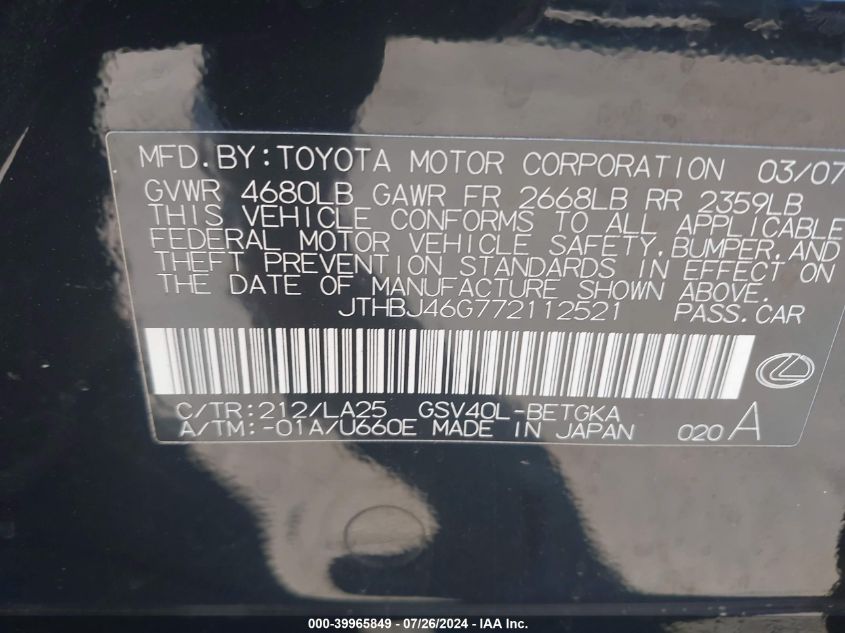 MFD.BY:TOYOTA MOTOR CORPORATION 03/07
GVWR 4680LB GAWR FR 2668LB RR 2359LB
THIS VEHICLE CONFORMS TO ALL APPLICABLE
FEDERAL MOTOR VEHICLE SAFETY,BUMPER,AND
THEFT PREVENTION STANDARDS IN EFFECT ON
THE DATE OF MANUFACTURE SHOWN ABOVE.
JTHBJ46G772112521 PASS.CAR
C/TR:212/LA25 GSV40L-BETGKA
A/TM:-01A/U660E MADE IN JAPAN 020A
000-39965849 - 07/26/2024 - IAA Inc.